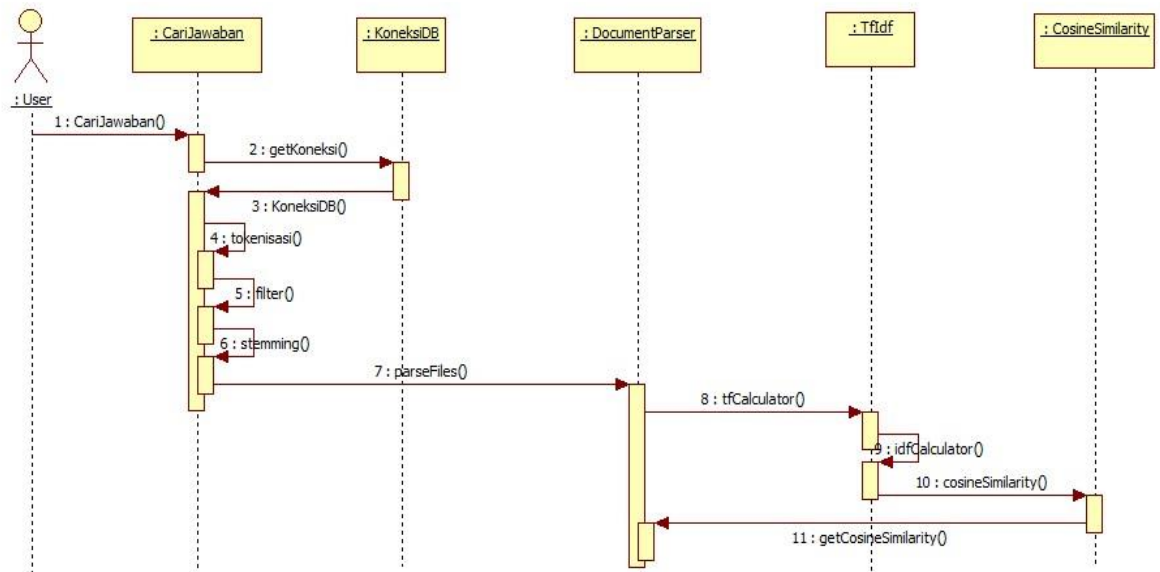 : CariJawaban
: KoneksiDB
: DocumentParser
: TfIdf
: CosineSimilarity
: User
1 : CariJawaban()
2 : getKoneksi()
3 : KoneksiDB()
4 : tokenisasi()
5 : filter()
6 : stemming()
7 : parseFiles()
8 : tfCalculator()
9 : idfCalculator()
10 : cosineSimilarity()
11 : getCosineSimilarity()